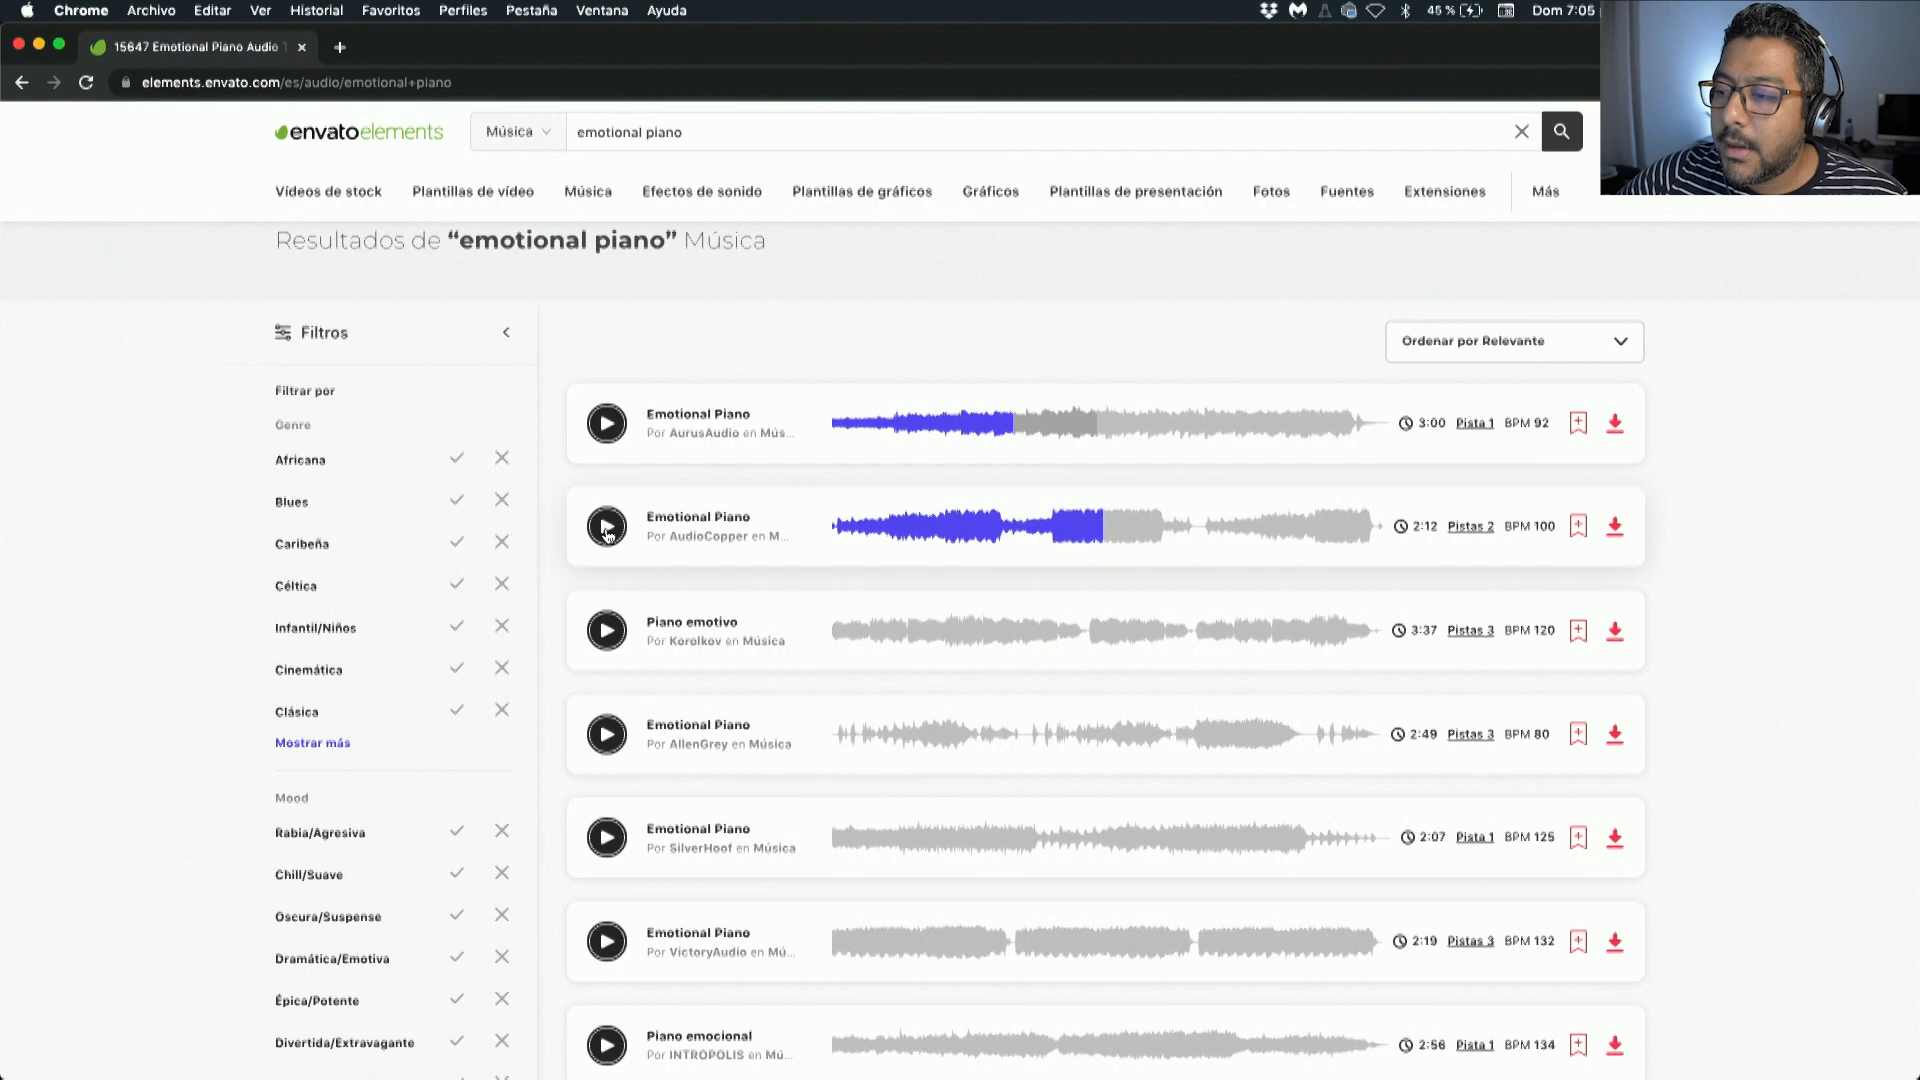 Chrome Archivo Editar Ver Historial Favoritos Perfiles Pestaña Ventana Ayuda 45 % Dom 7:05
15647 Emotional Piano Audio
elements.envato.com/es/audio/emotional+piano
envatoelements Música emotional piano
Vídeos de stock Plantillas de vídeo Música Efectos de sonido Plantillas de gráficos Gráficos Plantillas de presentación Fotos Fuentes Extensiones Más
Resultados de “emotional piano” Música
Filtros
Ordenar por Relevante
Filtrar por
Genre
Africana
Blues
Caribeña
Céltica
Infantil/Niños
Cinemática
Clásica
Mostrar más
Mood
Rabia/Agresiva
Chill/Suave
Oscura/Suspense
Dramática/Emotiva
Épica/Potente
Divertida/Extravagante
Emotional Piano
Por AurusAudio en Mús...
3:00 Pista 1 BPM 92
Emotional Piano
Por AudioCopper en M...
2:12 Pistas 2 BPM 100
Piano emotivo
Por Korolkov en Música
3:37 Pistas 3 BPM 120
Emotional Piano
Por AllenGrey en Música
2:49 Pistas 3 BPM 80
Emotional Piano
Por SilverHoof en Música
2:07 Pista 1 BPM 125
Emotional Piano
Por VictoryAudio en Mú...
2:19 Pistas 3 BPM 132
Piano emocional
Por INTROPOLIS en Mú...
2:56 Pista 1 BPM 134